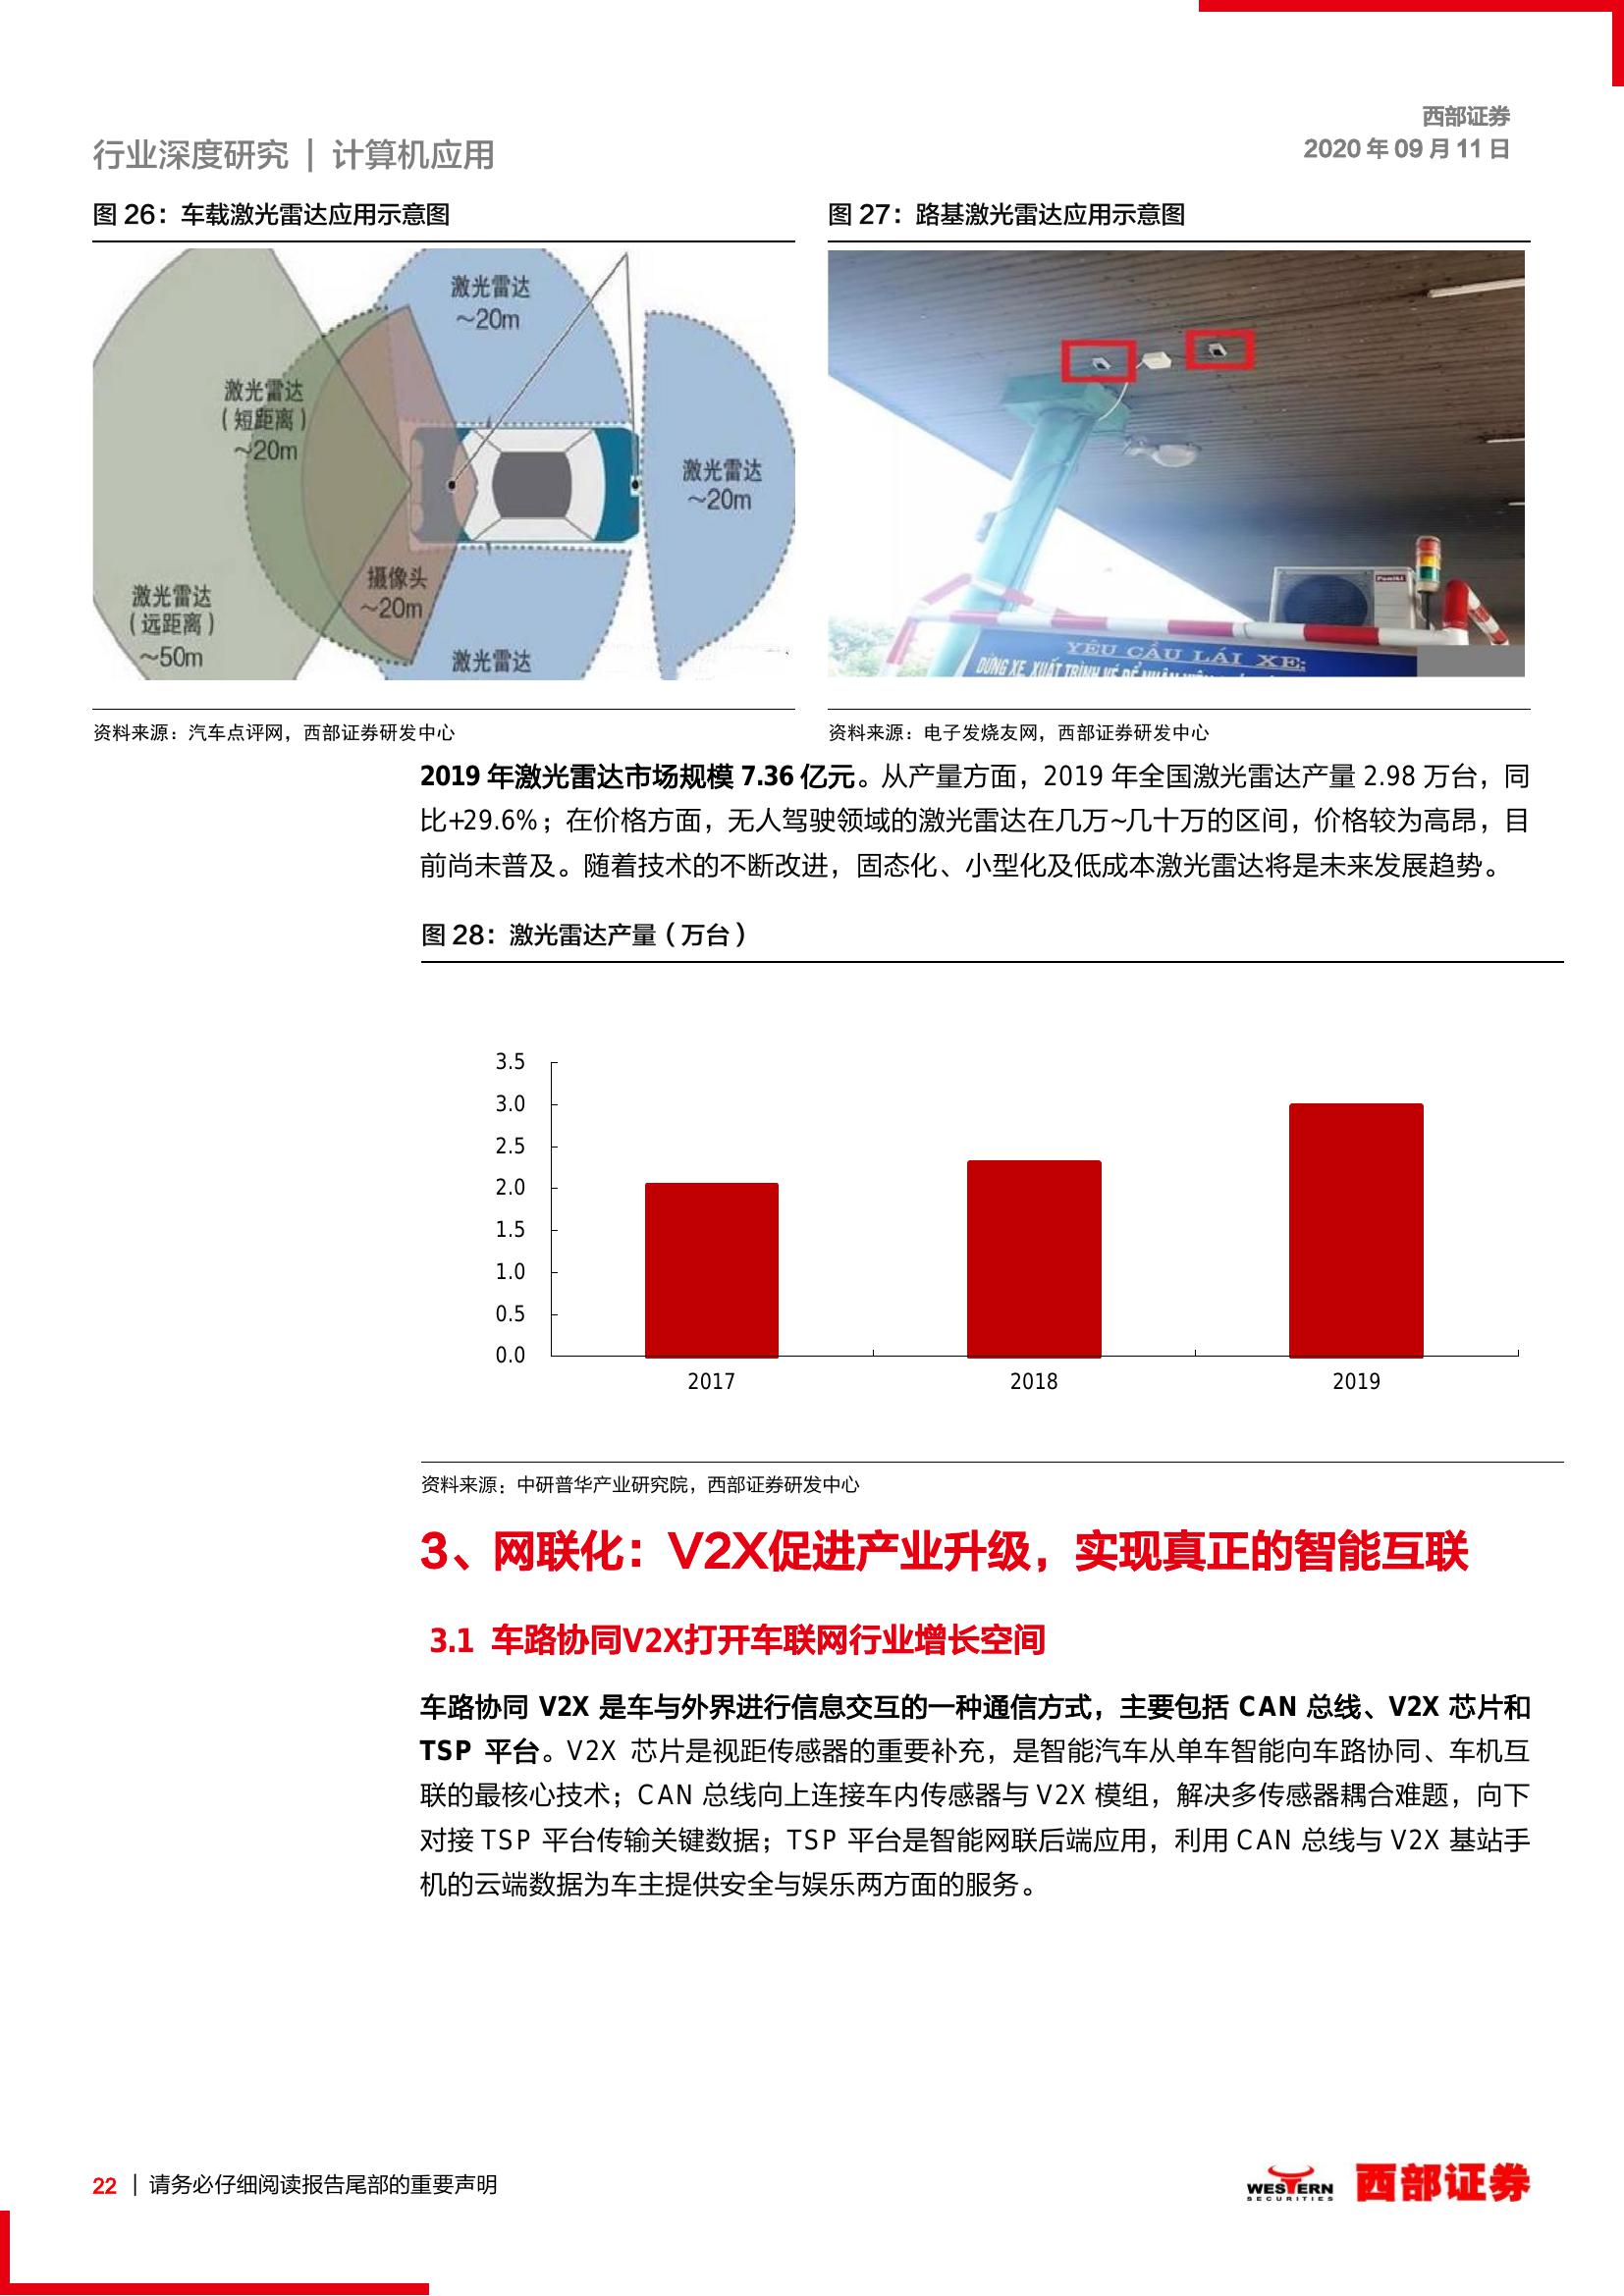 西部证券
行业深度研究 | 计算机应用
2020 年 09 月 11 日
图 26：车载激光雷达应用示意图
图 27：路基激光雷达应用示意图
激光雷达
~20m
激光雷达
(短距离)
~20m
激光雷达
~20m
摄像头
~20m
激光雷达
(远距离)
~50m
激光雷达
YÊU CẦU LÁI XE:
DỪNG XE, XUẤT TRÌNH VÉ ĐỂ NHÂN VIÊN
资料来源：汽车点评网，西部证券研发中心
资料来源：电子发烧友网，西部证券研发中心
2019 年激光雷达市场规模 7.36 亿元。从产量方面，2019 年全国激光雷达产量 2.98 万台，同
比+29.6%；在价格方面，无人驾驶领域的激光雷达在几万~几十万的区间，价格较为高昂，目
前尚未普及。随着技术的不断改进，固态化、小型化及低成本激光雷达将是未来发展趋势。
图 28：激光雷达产量（万台）
3.5
3.0
2.5
2.0
1.5
1.0
0.5
0.0
2017 2018 2019
资料来源：中研普华产业研究院，西部证券研发中心
3、网联化：V2X促进产业升级，实现真正的智能互联
3.1 车路协同V2X打开车联网行业增长空间
车路协同 V2X 是车与外界进行信息交互的一种通信方式，主要包括 CAN 总线、V2X 芯片和
TSP 平台。V2X 芯片是视距传感器的重要补充，是智能汽车从单车智能向车路协同、车机互
联的最核心技术；CAN 总线向上连接车内传感器与 V2X 模组，解决多传感器耦合难题，向下
对接 TSP 平台传输关键数据；TSP 平台是智能网联后端应用，利用 CAN 总线与 V2X 基站手
机的云端数据为车主提供安全与娱乐两方面的服务。
22 | 请务必仔细阅读报告尾部的重要声明
WESTERN
SECURITIES
西部证券